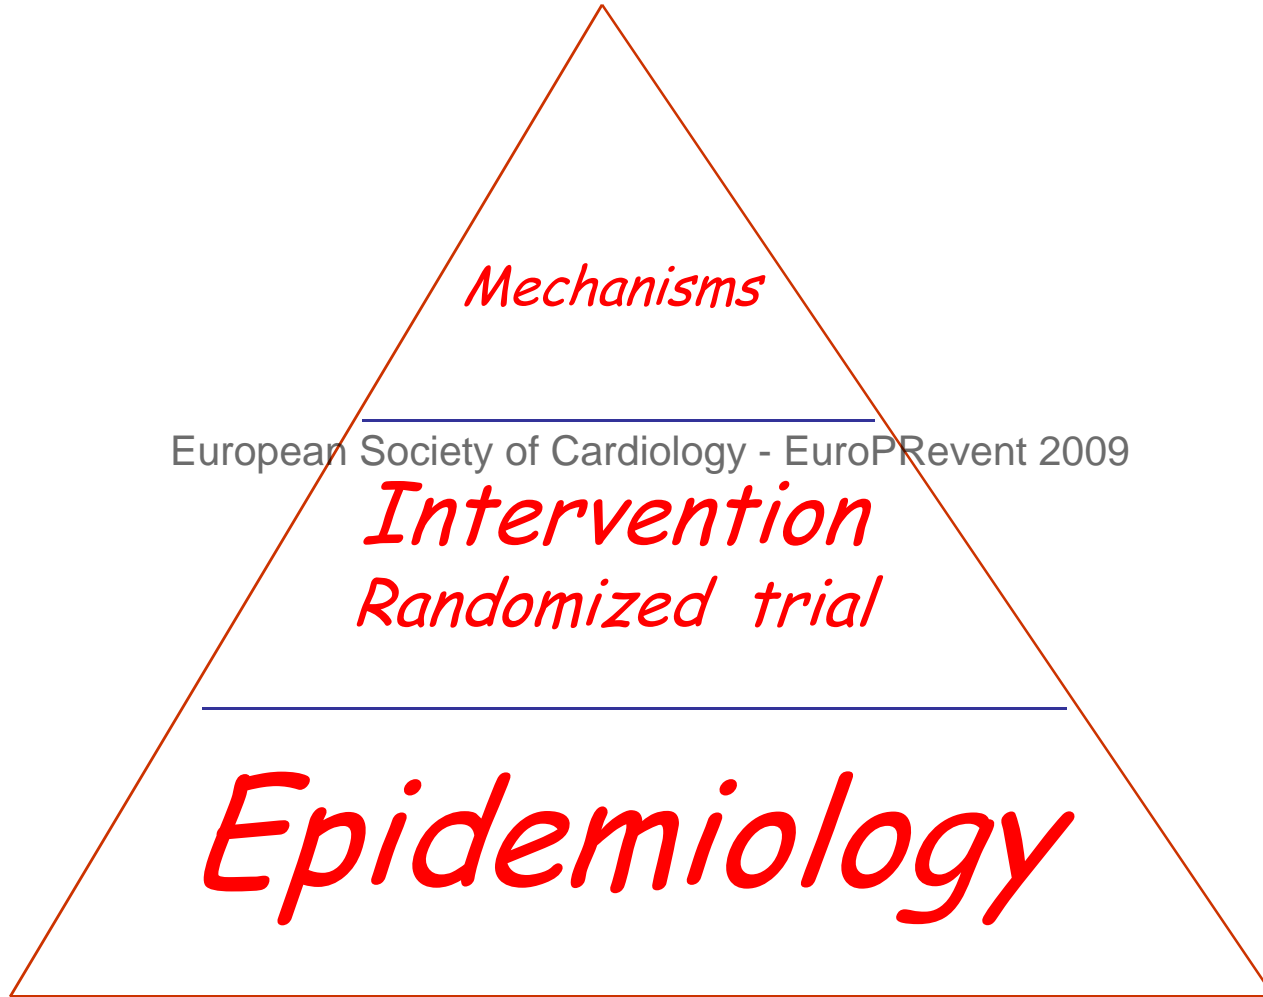 Mechanisms
European Society of Cardiology - EuroPRevent 2009
Intervention
Randomized trial
Epidemiology